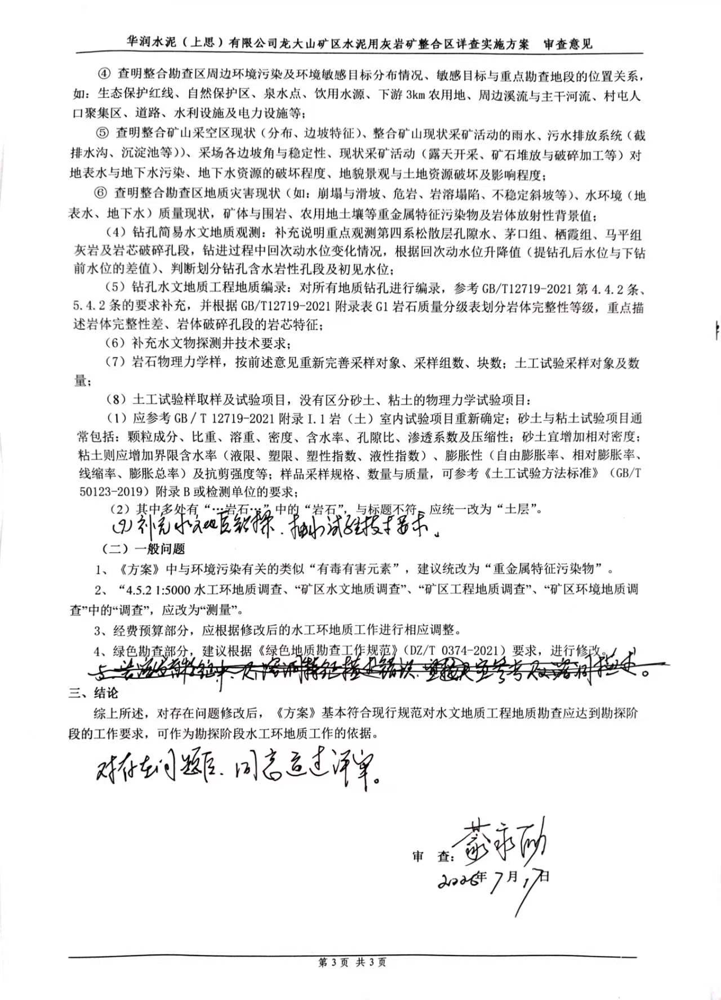 华润水泥（上思）有限公司龙大山矿区水泥用灰岩矿整合区详查实施方案　审查意见
④ 查明整合勘查区周边环境污染及环境敏感目标分布情况、敏感目标与重点勘查地段的位置关系，
如：生态保护红线、自然保护区、泉水点、饮用水源、下游 3km 农用地、周边溪流与主干河流、村屯人
口聚集区、道路、水利设施及电力设施等；
⑤ 查明整合矿山采空区现状（分布、边坡特征）、整合矿山现状采矿活动的雨水、污水排放系统（截
排水沟、沉淀池等））、采场各边坡角与稳定性、现状采矿活动（露天开采、矿石堆放与破碎加工等）对
地表水与地下水污染、地下水资源的破坏程度、地貌景观与土地资源破坏及影响程度；
⑥ 查明整合勘查区地质灾害现状（如：崩塌与滑坡、危岩、岩溶塌陷、不稳定斜坡等）、水环境（地
表水、地下水）质量现状，矿体与围岩、农用地土壤等重金属特征污染物及岩体放射性背景值；
（4）钻孔简易水文地质观测：补充说明重点观测第四系松散层孔隙水、茅口组、栖霞组、马平组
灰岩及岩芯破碎孔段，钻进过程中回次动水位变化情况，根据回次动水位升降值（提钻孔后水位与下钻
前水位的差值）、判断划分钻孔含水岩性孔段及初见水位；
（5）钻孔水文地质工程地质编录：对所有地质钻孔进行编录，参考 GB/T12719-2021 第 4.4.2 条、
5.4.2 条的要求补充，并根据 GB/T12719-2021 附录表 G1 岩石质量分级表划分岩体完整性等级，重点描
述岩体完整性差、岩体破碎孔段的岩芯特征；
（6）补充水文物探测井技术要求；
（7）岩石物理力学样，按前述意见重新完善采样对象、采样组数、块数；土工试验采样对象及数
量；
（8）土工试验样取样及试验项目，没有区分砂土、粘土的物理力学试验项目：
（1）应参考 GB / T 12719-2021 附录 I.1 岩（土）室内试验项目重新确定；砂土与粘土试验项目通
常包括：颗粒成分、比重、溶重、密度、含水率、孔隙比、渗透系数及压缩性；砂土宜增加相对密度；
粘土则应增加界限含水率（液限、塑限、塑性指数、液性指数）、膨胀性（自由膨胀率、相对膨胀率、
线缩率、膨胀总率）及抗剪强度等；样品采样规格、数量与质量，可参考《土工试验方法标准》（GB/T
50123-2019）附录 B 或检测单位的要求；
（2）其中多处有“…岩石…”中的“岩石”，与标题不符，应统一改为“土层”。
(9) 补充水文地质钻探、抽水试验技术要求。
（二）一般问题
1、《方案》中与环境污染有关的类似“有毒有害元素”，建议统改为“重金属特征污染物”。
2、“4.5.2 1:5000 水工环地质调查、“矿区水文地质调查”、“矿区工程地质调查”、“矿区环境地质调
查”中的“调查”，应改为“测量”。
3、经费预算部分，应根据修改后的水工环地质工作进行相应调整。
4、绿色勘查部分，建议根据《绿色地质勘查工作规范》（DZ/T 0374-2021）要求，进行修改。
三、结论
综上所述，对存在问题修改后，《方案》基本符合现行规范对水文地质工程地质勘查应达到勘探阶
段的工作要求，可作为勘探阶段水工环地质工作的依据。
对存在问题后、同意通过评审。
审　查：
年7月17日
第 3 页 共 3 页